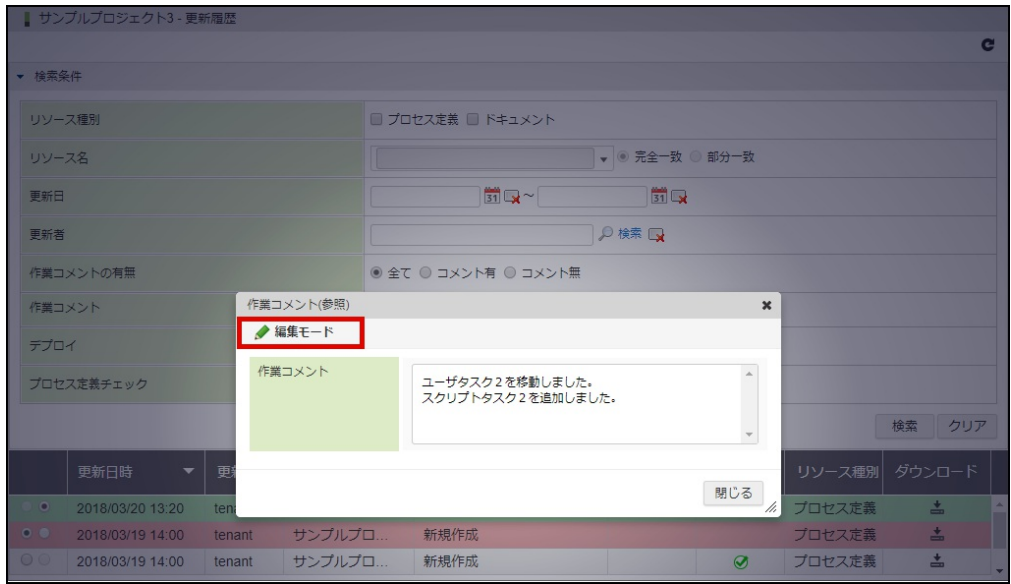 サンプルプロジェクト3 - 更新履歴
検索条件
リソース種別 プロセス定義 ドキュメント
リソース名 完全一致 部分一致
更新日 31 ~ 31
更新者 検索
作業コメントの有無 全て コメント有 コメント無
作業コメント
デプロイ
プロセス定義チェック
作業コメント(参照)
編集モード
作業コメント
ユーザタスク2を移動しました。
スクリプトタスク2を追加しました。
閉じる
検索 クリア
更新日時 更 リソース種別 ダウンロード
2018/03/20 13:20 ten プロセス定義
2018/03/19 14:00 tenant サンプルプロ... 新規作成 プロセス定義
2018/03/19 14:00 tenant サンプルプロ... 新規作成 プロセス定義